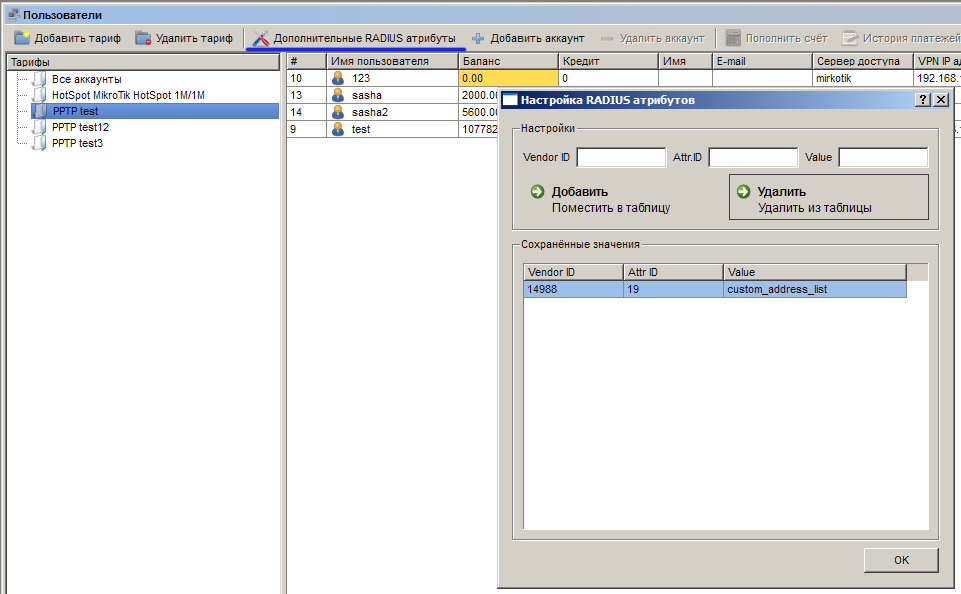 Пользователи
Добавить тариф Удалить тариф Дополнительные RADIUS атрибуты Добавить аккаунт Удалить аккаунт Пополнить счёт История платежей
Тарифы
Все аккаунты
HotSpot MikroTik HotSpot 1M/1M
PPTP test
PPTP test12
PPTP test3
# Имя пользователя Баланс Кредит Имя E-mail Сервер доступа VPN IP
10 123 0.00 0 mirkotik 192.168.
13 sasha 2000.00
14 sasha2 5600.00
9 test 107782
Настройка RADIUS атрибутов
Настройки
Vendor ID Attr.ID Value
Добавить
Поместить в таблицу
Удалить
Удалить из таблицы
Сохранённые значения
Vendor ID Attr ID Value
14988 19 custom_address_list
OK